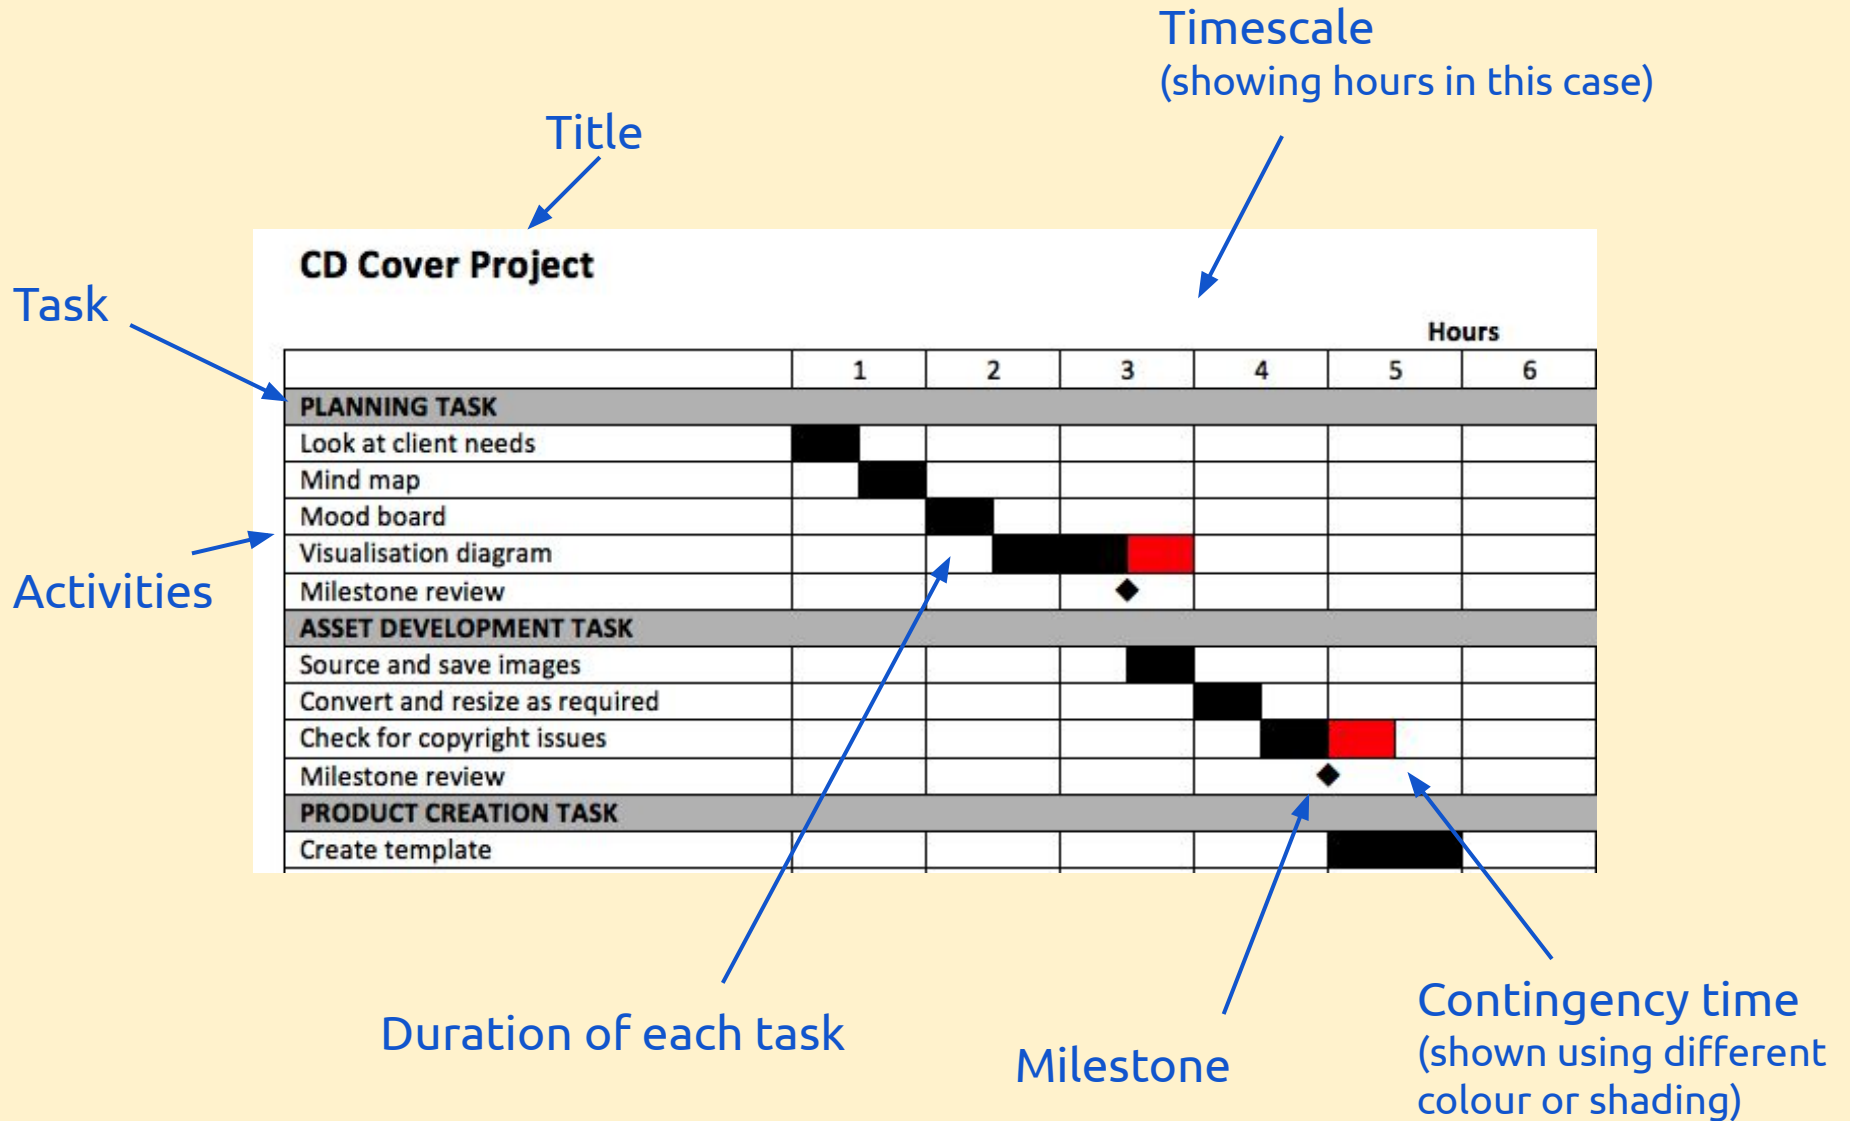 Timescale
(showing hours in this case)
Title
CD Cover Project
Task
Hours
1 2 3 4 5 6
PLANNING TASK
Look at client needs
Mind map
Mood board
Visualisation diagram
Activities
Milestone review
ASSET DEVELOPMENT TASK
Source and save images
Convert and resize as required
Check for copyright issues
Milestone review
PRODUCT CREATION TASK
Create template
Duration of each task
Milestone
Contingency time
(shown using different
colour or shading)